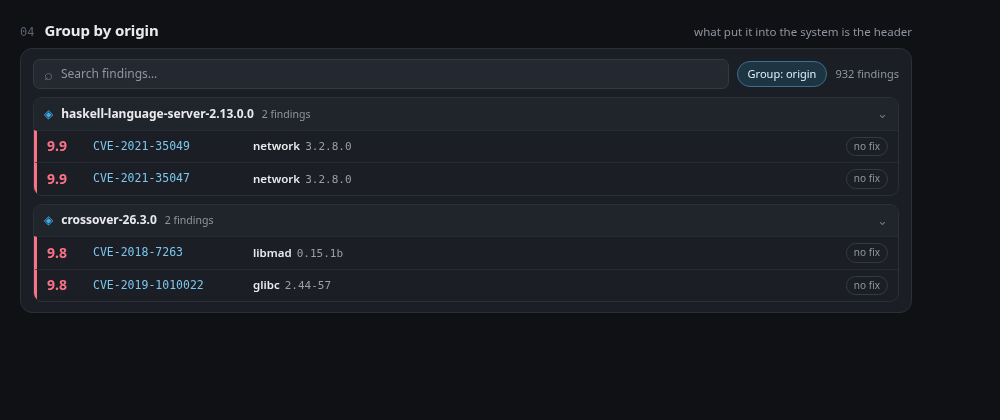 04 Group by origin what put it into the system is the header
Search findings... Group: origin 932 findings
haskell-language-server-2.13.0.0 2 findings
9.9 CVE-2021-35049 network 3.2.8.0 no fix
9.9 CVE-2021-35047 network 3.2.8.0 no fix
crossover-26.3.0 2 findings
9.8 CVE-2018-7263 libmad 0.15.1b no fix
9.8 CVE-2019-1010022 glibc 2.44-57 no fix